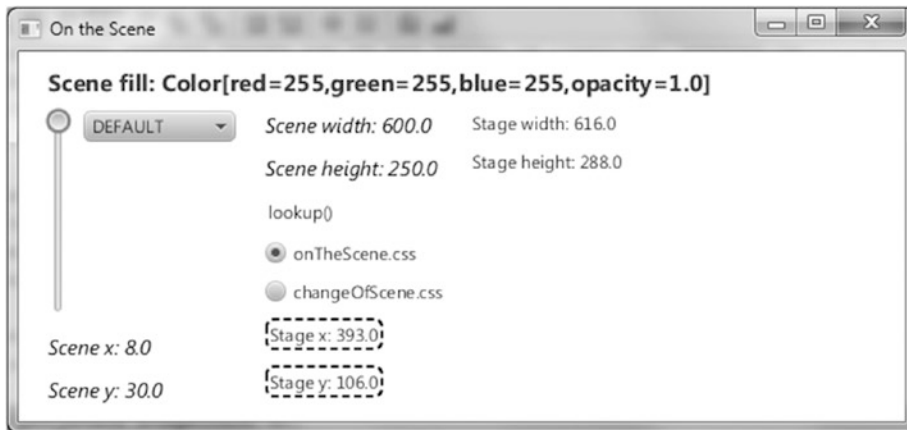 On the Scene
Scene fill: Color[red=255,green=255,blue=255,opacity=1.0]
DEFAULT
Scene width: 600.0
Stage width: 616.0
Scene height: 250.0
Stage height: 288.0
lookup()
onTheScene.css
changeOfScene.css
Stage x: 393.0
Scene x: 8.0
Stage y: 106.0
Scene y: 30.0